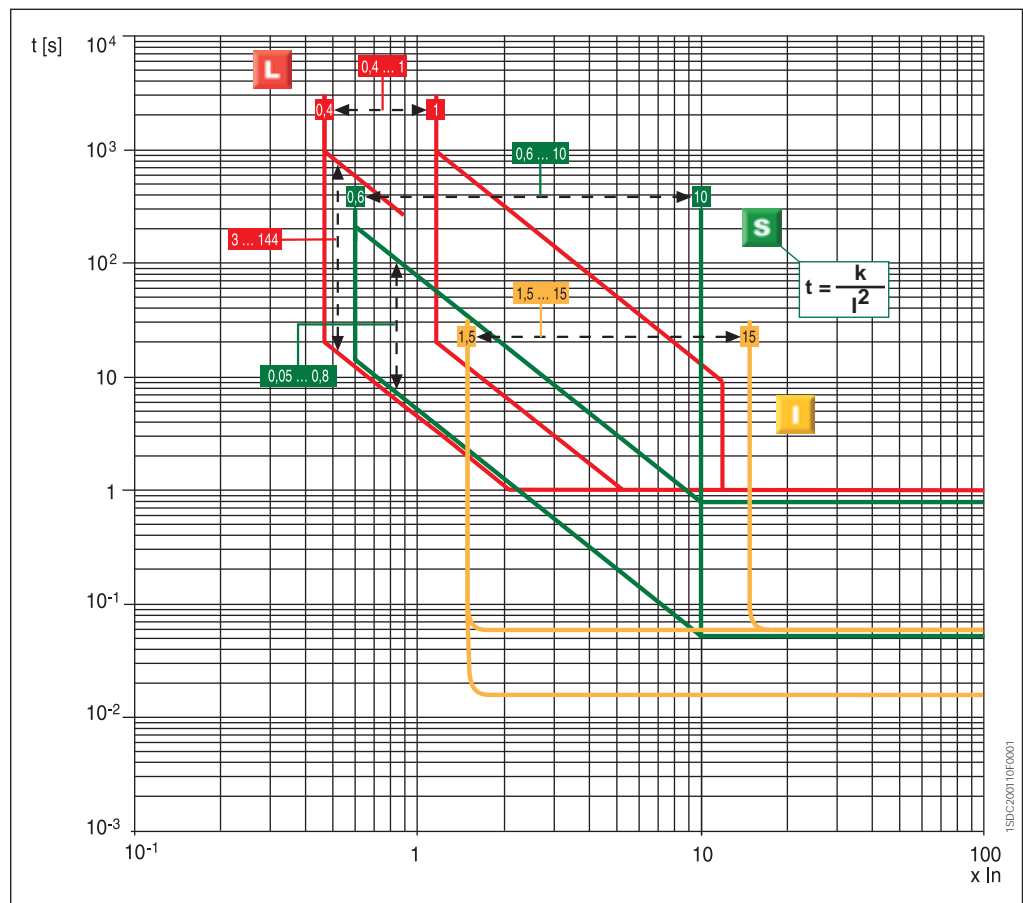 t [s]
10⁴
L
0,4 ... 1
0,4
1
10³
0,6 ... 10
0,6
10
S
3 ... 144
10²
t = k
I²
1,5 ... 15
1,5
15
10
0,05 ... 0,8
I
1
10⁻¹
10⁻²
10⁻³
10⁻¹
1
10
100
x In
1SDC200110F0001